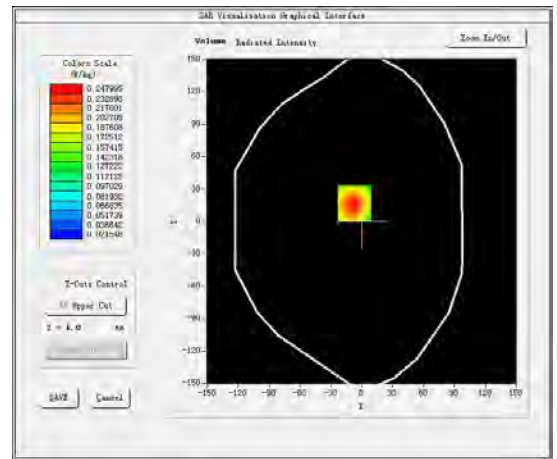 SAR Visualisation Graphical Interface
Volume Radiated Intensity
Zoom In/Out
Colors Scale
(W/kg)
0.247995
0.232898
0.217801
0.202705
0.187608
0.172512
0.157415
0.142318
0.127222
0.112125
0.097029
0.081932
0.066835
0.051739
0.036642
0.021546
150
120
90
60
30
0
-30
-60
-90
-120
-150
Y
-150 -120 -90 -60 -30 0 30 60 90 120 150
X
Z-Cuts Control
Upper Cut
Z = 4.0 mm
SAVE Cancel